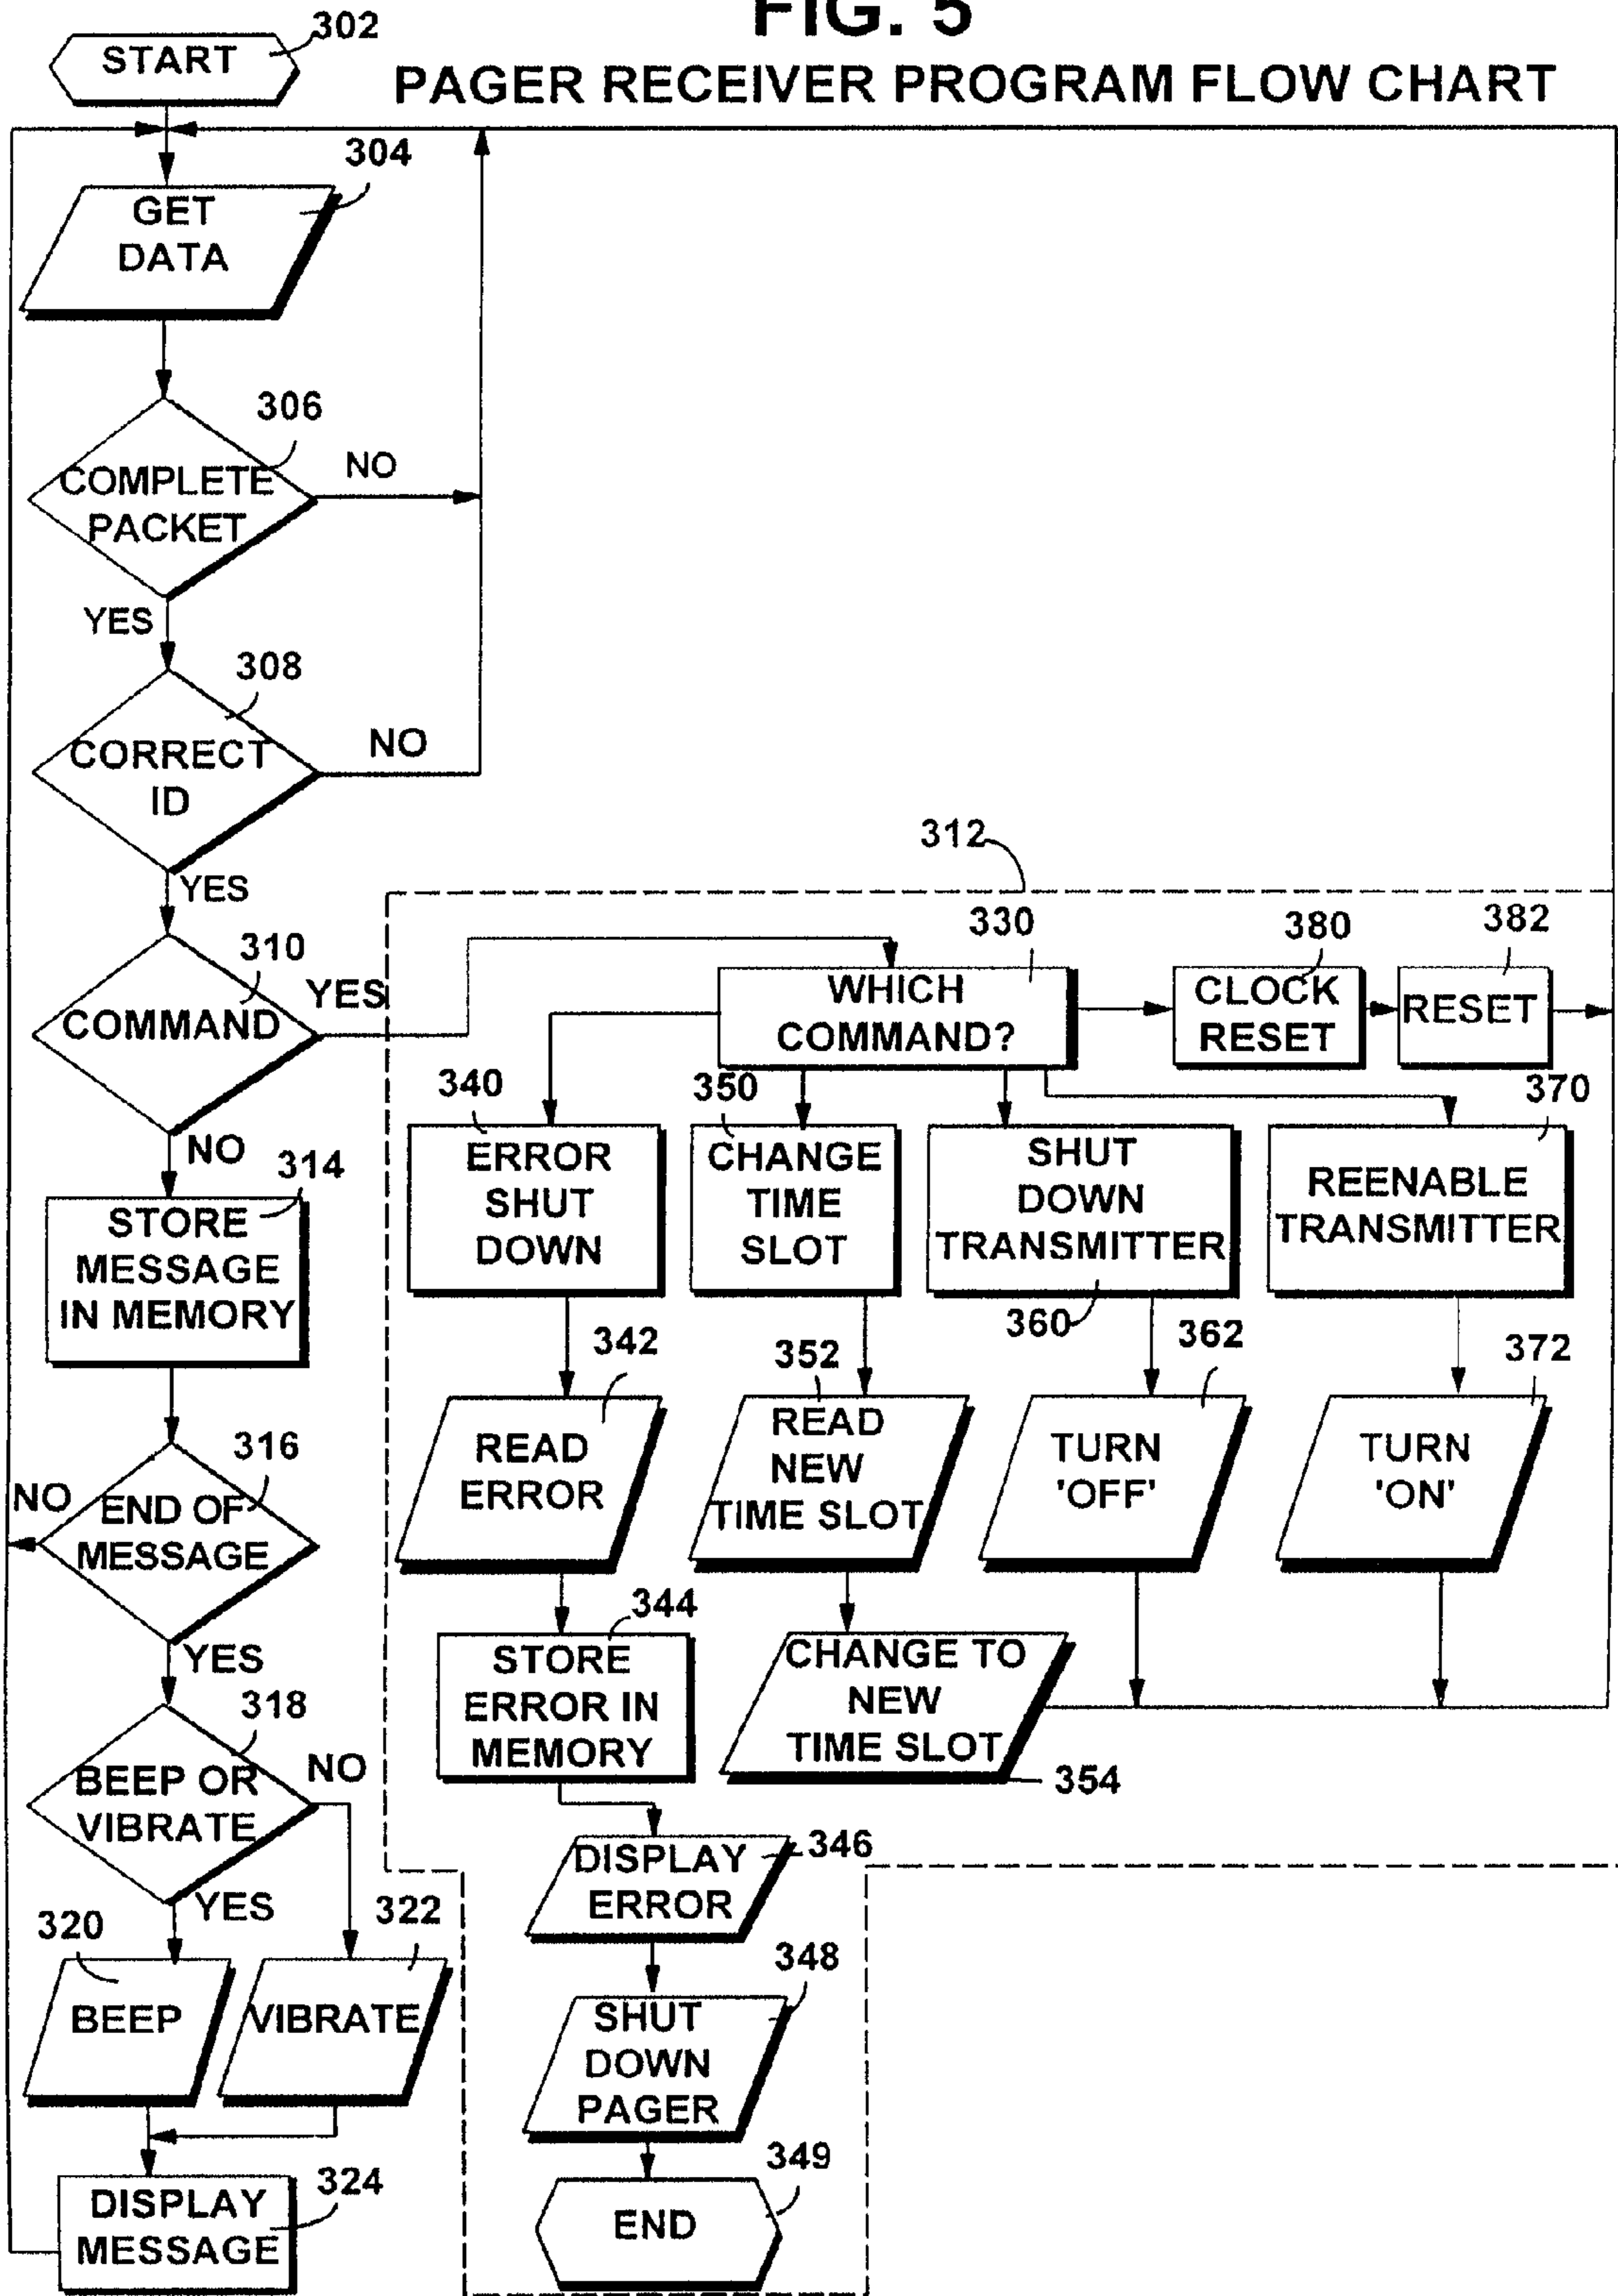 FIG. 5
PAGER RECEIVER PROGRAM FLOW CHART
302
START
304
GET
DATA
306
COMPLETE
PACKET
NO
YES
308
CORRECT
ID
NO
YES
310
COMMAND
YES
NO
314
STORE
MESSAGE
IN MEMORY
316
END OF
MESSAGE
NO
YES
318
BEEP OR
VIBRATE
NO
YES
320
BEEP
322
VIBRATE
324
DISPLAY
MESSAGE
312
330
WHICH
COMMAND?
380
CLOCK
RESET
382
RESET
340
ERROR
SHUT
DOWN
342
READ
ERROR
344
STORE
ERROR IN
MEMORY
346
DISPLAY
ERROR
348
SHUT
DOWN
PAGER
349
END
350
CHANGE
TIME
SLOT
352
READ
NEW
TIME SLOT
CHANGE TO
NEW
TIME SLOT
354
SHUT
DOWN
TRANSMITTER
360
362
TURN
'OFF'
370
REENABLE
TRANSMITTER
372
TURN
'ON'